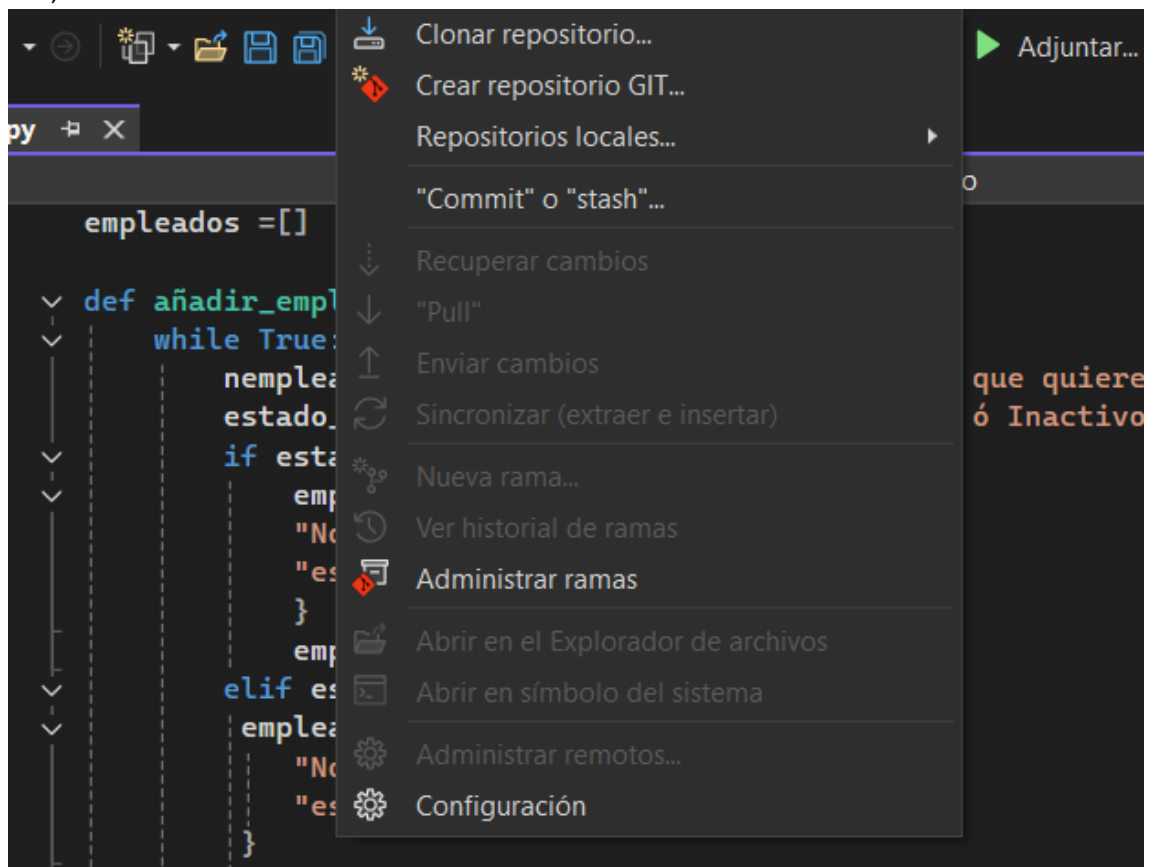 Clonar repositorio...
Adjuntar...
Crear repositorio GIT...
py
Repositorios locales...
"Commit" o "stash"...
o
empleados =[]
Recuperar cambios
def añadir_empl
"Pull"
while True:
Enviar cambios
nemplea
que quiere
Sincronizar (extraer e insertar)
estado_
ó Inactivo
if esta
Nueva rama...
emp
Ver historial de ramas
"No
Administrar ramas
"es
}
Abrir en el Explorador de archivos
emp
Abrir en símbolo del sistema
elif es
emplea
Administrar remotos...
"No
Configuración
"es
}